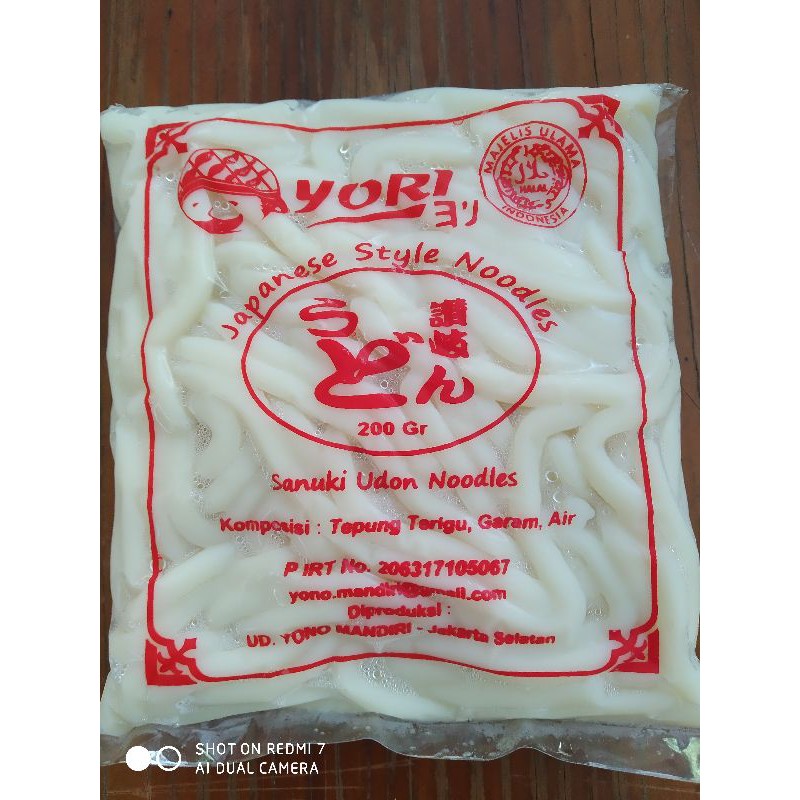 YORI
ヨリ
MAJELIS ULAMA
حلال
HALAL
INDONESIA
Japanese Style Noodles
讃岐
うどん
200 Gr
Sanuki Udon Noodles
Komposisi : Tepung Terigu, Garam, Air
P IRT No. 206317105067
yono.mandiri@gmail.com
Diproduksi :
UD. YONO MANDIRI - Jakarta Selatan
SHOT ON REDMI 7
AI DUAL CAMERA